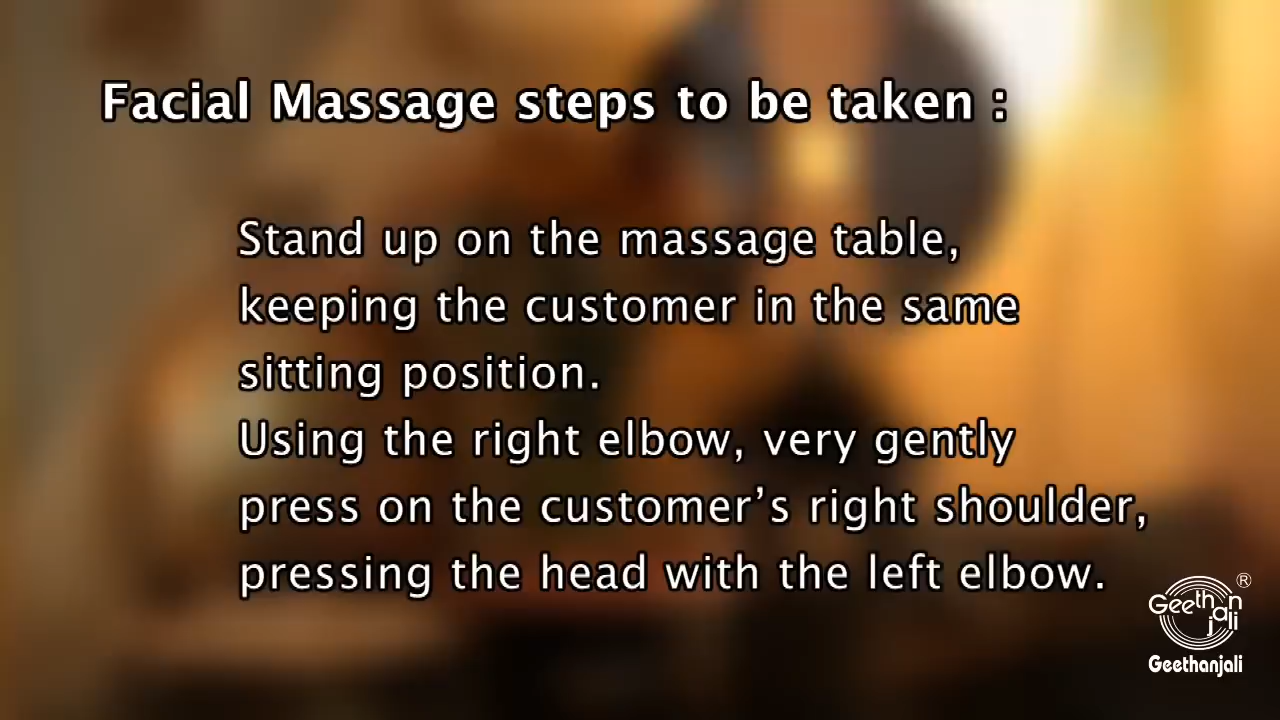 Facial Massage steps to be taken :
Stand up on the massage table,
keeping the customer in the same
sitting position.
Using the right elbow, very gently
press on the customer’s right shoulder,
pressing the head with the left elbow.
Geethanjali ®
Geethanjali